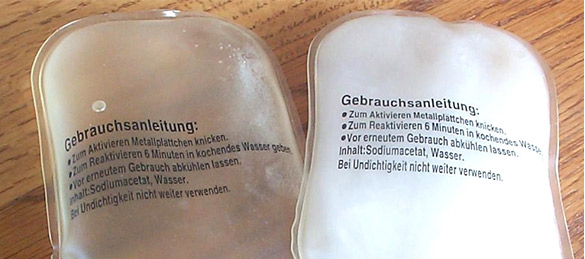 Gebrauchsanleitung:
● Zum Aktivieren Metallplättchen knicken.
● Zum Reaktivieren 6 Minuten in kochendes Wasser geben.
● Vor erneutem Gebrauch abkühlen lassen.
Inhalt:Sodiumacetat, Wasser.
Bei Undichtigkeit nicht weiter verwenden.
Gebrauchsanleitung:
● Zum Aktivieren Metallplättchen knicken.
● Zum Reaktivieren 6 Minuten in kochendes Wasser
● Vor erneutem Gebrauch abkühlen lassen.
Inhalt:Sodiumacetat, Wasser.
Bei Undichtigkeit nicht weiter verwenden.